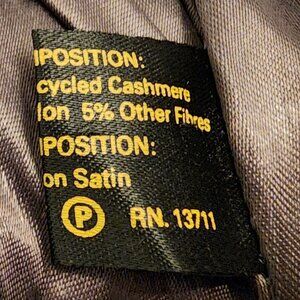 IPOSITION:
cycled Cashmere
lon 5% Other Fibres
IPOSITION:
on Satin
P RN. 13711